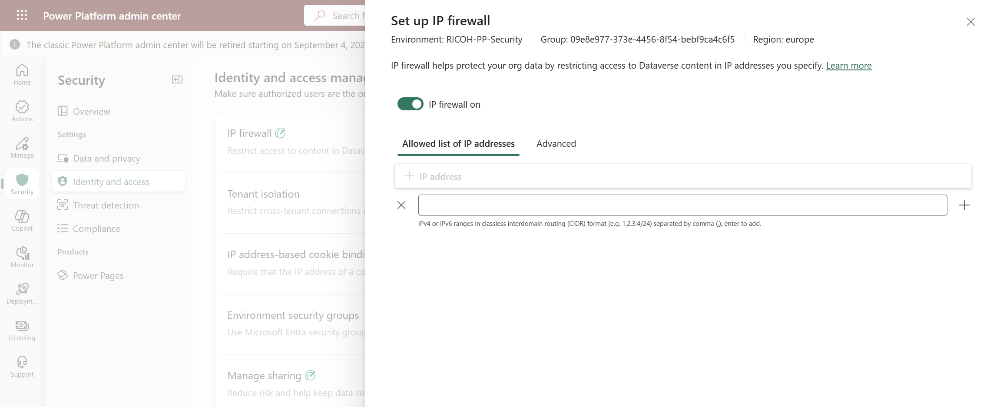 Power Platform admin center
Search f
The classic Power Platform admin center will be retired starting on September 4, 202
Home
Actions
Manage
Security
Copilot
Monitor
Deploym...
Licensing
Support
Security
Overview
Settings
Data and privacy
Identity and access
Threat detection
Compliance
Products
Power Pages
Identity and access mana
Make sure authorized users are the o
IP firewall
Restrict access to content in Datav
Tenant isolation
Restrict cross-tenant connections i
IP address-based cookie bindi
Require that the IP address of a co
Environment security groups
Use Microsoft Entra security group
Manage sharing
Reduce risk and help keep data se
Set up IP firewall
Environment: RICOH-PP-Security
Group: 09e8e977-373e-4456-8f54-bebf9ca4c6f5
Region: europe
IP firewall helps protect your org data by restricting access to Dataverse content in IP addresses you specify. Learn more
IP firewall on
Allowed list of IP addresses
Advanced
IP address
IPv4 or IPv6 ranges in classless interdomain routing (CIDR) format (e.g. 1.2.3.4/24) separated by comma (,), enter to add.